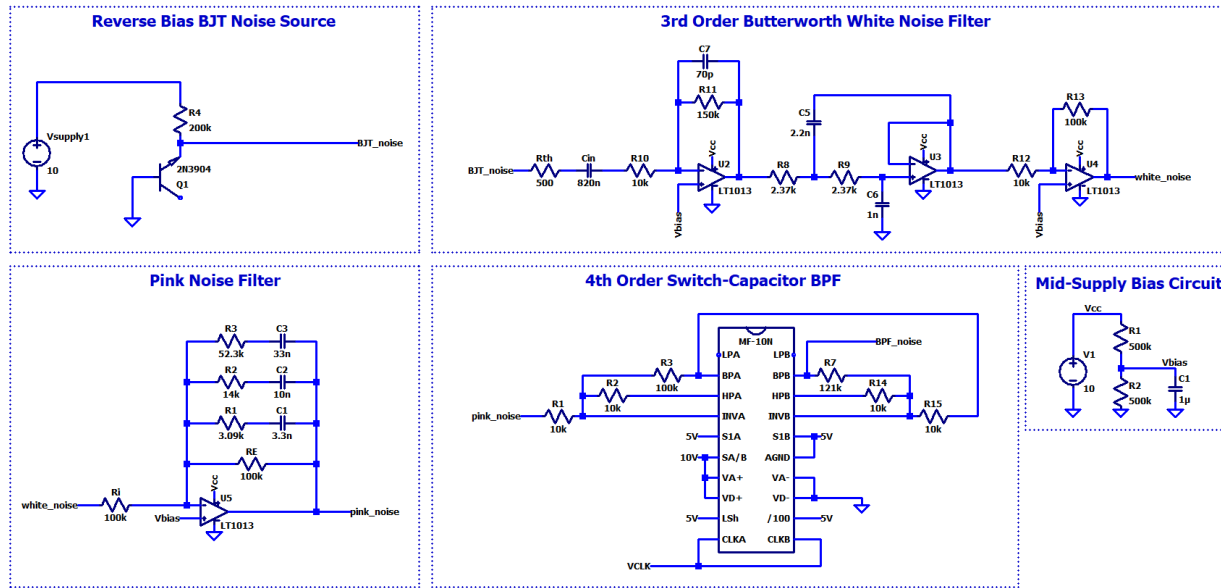 Reverse Bias BJT Noise Source
R4
200k
Vsupply1
10
BJT_noise
2N3904
Q1
3rd Order Butterworth White Noise Filter
C7
70p
R11
150k
BJT_noise
Rth
500
Cin
820n
R10
10k
Vcc
U2
LT1013
Vbias
R8
2.37k
C5
2.2n
R9
2.37k
C6
1n
Vcc
U3
LT1013
R12
10k
R13
100k
Vcc
U4
LT1013
Vbias
white_noise
Pink Noise Filter
R3
52.3k
C3
33n
R2
14k
C2
10n
R1
3.09k
C1
3.3n
RE
100k
white_noise
Ri
100k
Vcc
U5
Vbias
LT1013
pink_noise
4th Order Switch-Capacitor BPF
MF-10N
LPA
LPB
BPA
BPB
HPA
HPB
INVA
INVB
S1A
S1B
SA/B
AGND
VA+
VA-
VD+
VD-
LSh
/100
CLKA
CLKB
pink_noise
R1
10k
R2
10k
R3
100k
BPF_noise
R7
121k
R14
10k
R15
10k
5V
5V
10V
5V
5V
VCLK
Mid-Supply Bias Circuit
Vcc
V1
10
R1
500k
Vbias
R2
500k
C1
1µ